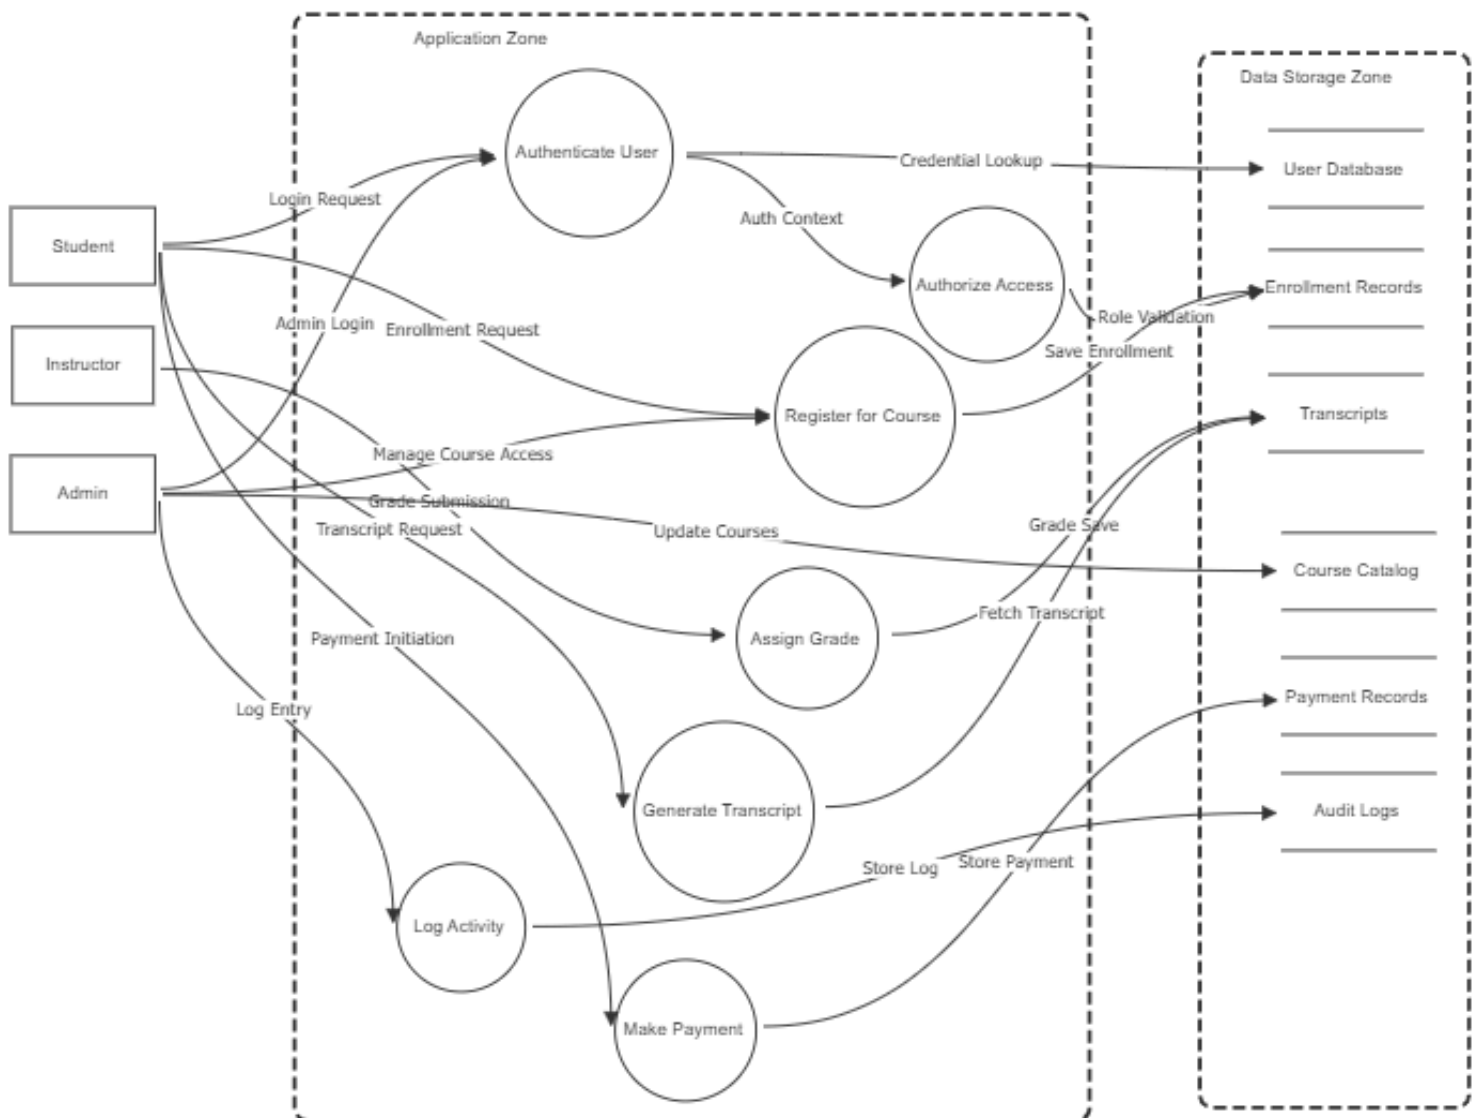 Application Zone
Data Storage Zone
Authenticate User
Credential Lookup
User Database
Login Request
Auth Context
Student
Authorize Access
Enrollment Records
Role Validation
Admin Login
Enrollment Request
Save Enrollment
Instructor
Register for Course
Transcripts
Manage Course Access
Admin
Grade Submission
Transcript Request
Update Courses
Grade Save
Course Catalog
Fetch Transcript
Payment Initiation
Assign Grade
Payment Records
Log Entry
Generate Transcript
Audit Logs
Store Log
Store Payment
Log Activity
Make Payment